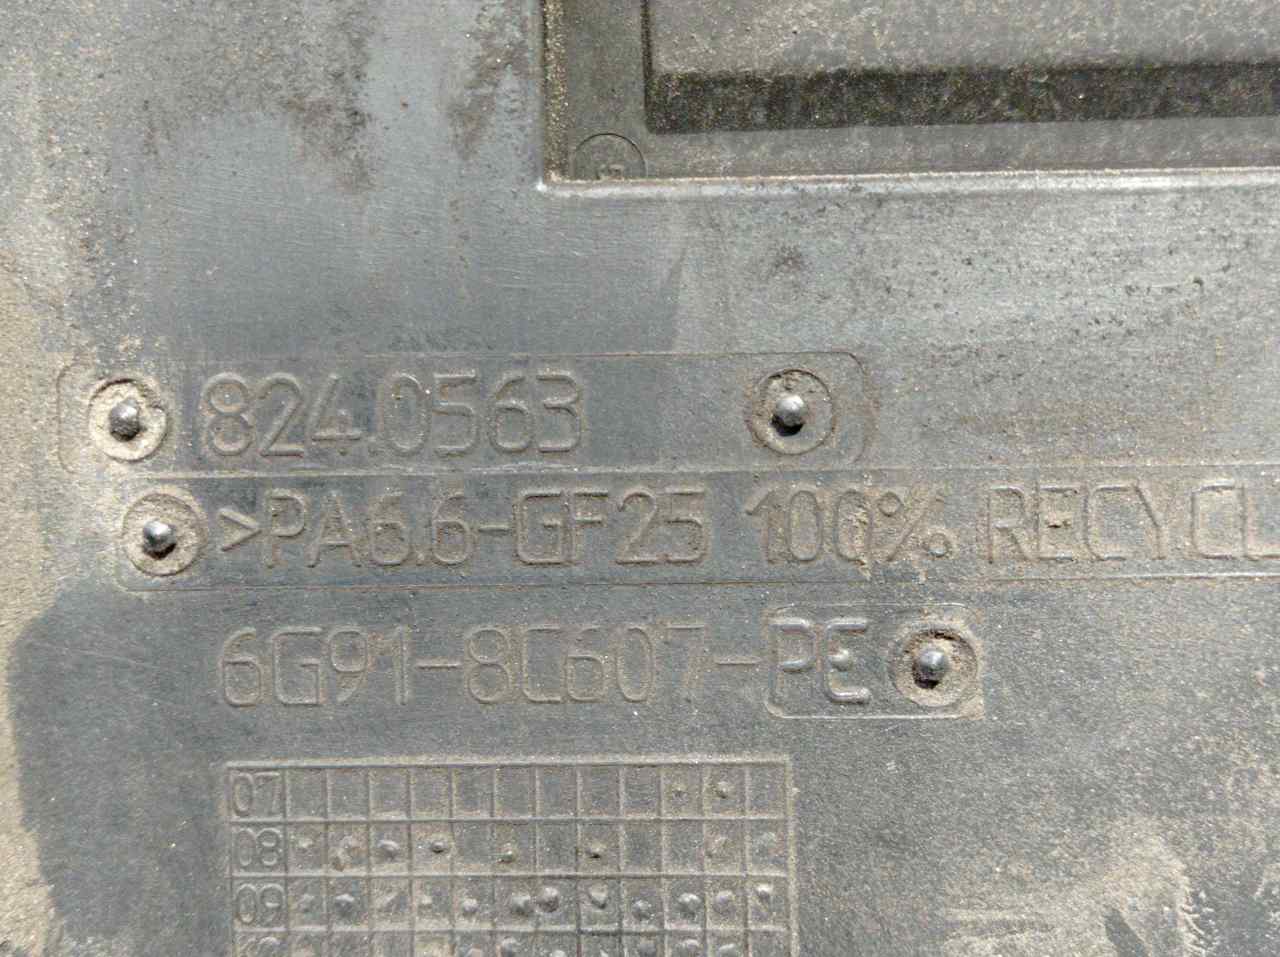 824.0563
>PA6.6-GF25 100% RECYCL
6G91-8C607-PE
07
08
09